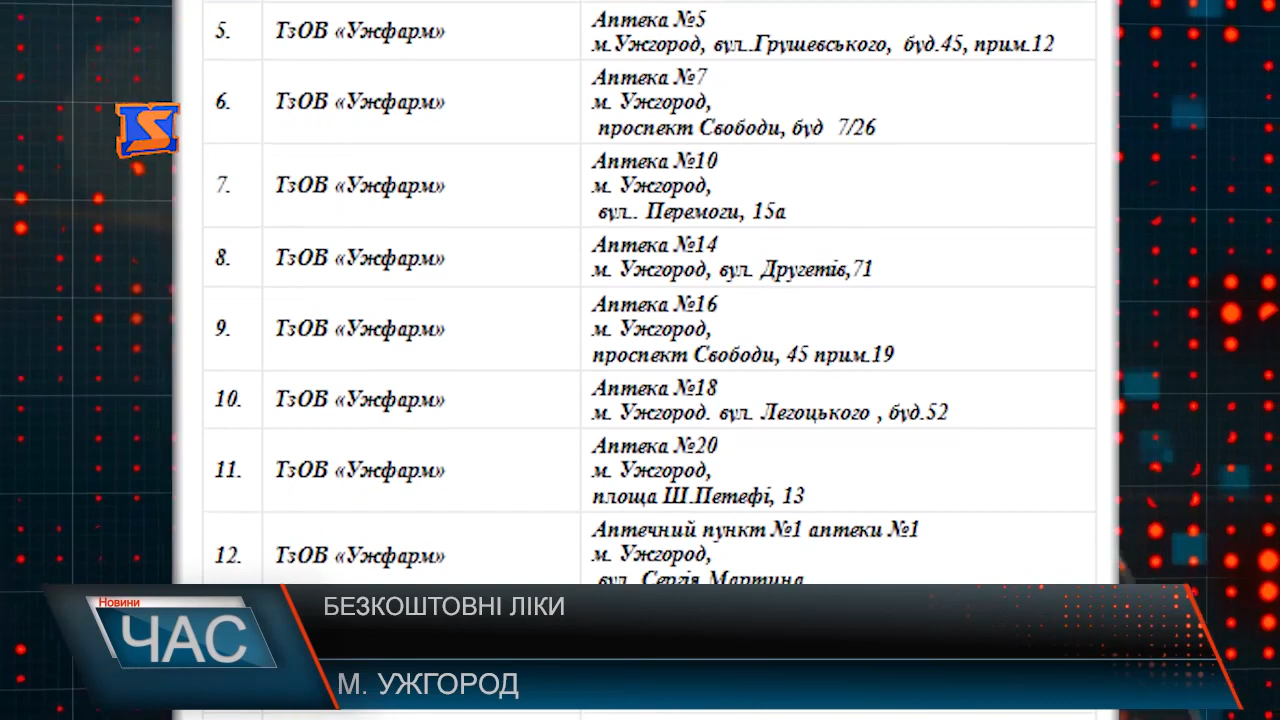 5.
ТзОВ «Ужфарм»
Аптека №5
м.Ужгород, вул..Грушевського, буд.45, прим.12
6.
ТзОВ «Ужфарм»
Аптека №7
м. Ужгород,
проспект Свободи, буд 7/26
7.
ТзОВ «Ужфарм»
Аптека №10
м. Ужгород,
вул.. Перемоги, 15а
8.
ТзОВ «Ужфарм»
Аптека №14
м. Ужгород, вул. Другетів,71
9.
ТзОВ «Ужфарм»
Аптека №16
м. Ужгород,
проспект Свободи, 45 прим.19
10.
ТзОВ «Ужфарм»
Аптека №18
м. Ужгород. вул. Легоцького , буд.52
11.
ТзОВ «Ужфарм»
Аптека №20
м. Ужгород,
площа Ш.Петефі, 13
12.
ТзОВ «Ужфарм»
Аптечний пункт №1 аптеки №1
м. Ужгород,
вул. Сергія Мартина
Новини
ЧАС
БЕЗКОШТОВНІ ЛІКИ
М. УЖГОРОД